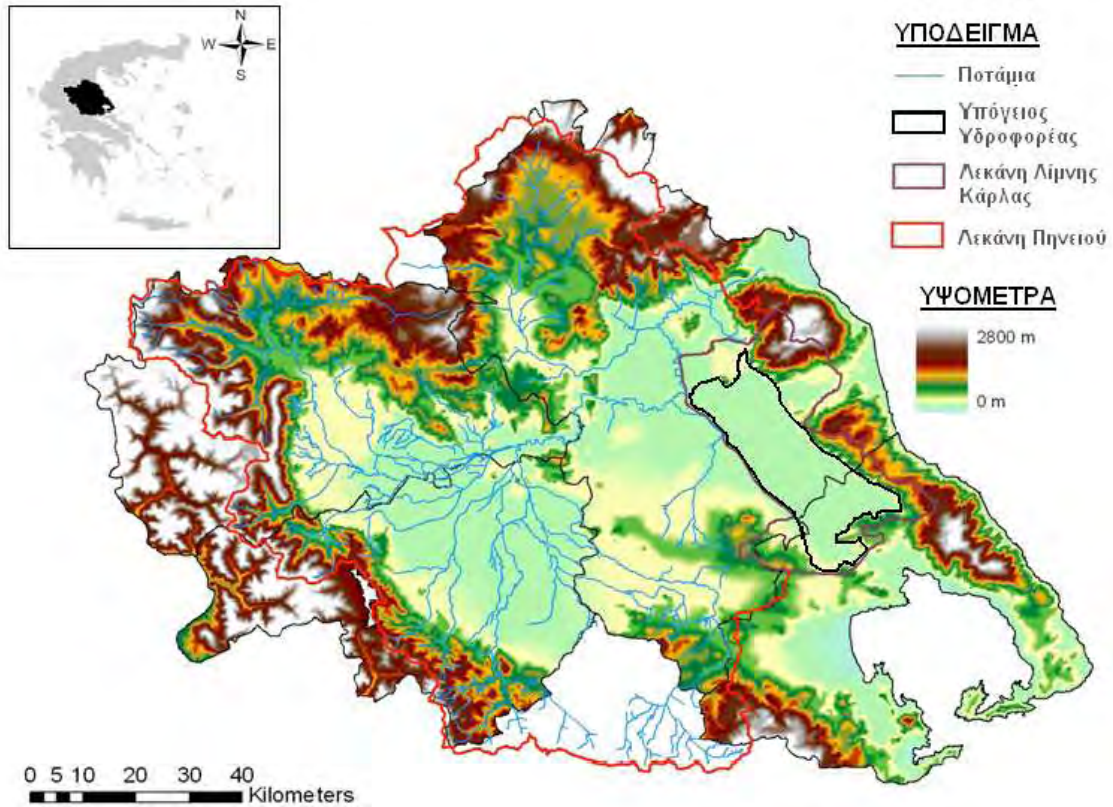 N
W E
S
ΥΠΟΔΕΙΓΜΑ
Ποτάμια
Υπόγειος
Υδροφορέας
Λεκάνη Λίμνης
Κάρλας
Λεκάνη Πηνειού
ΥΨΟΜΕΤΡΑ
2800 m
0 m
0 5 10 20 30 40
Kilometers